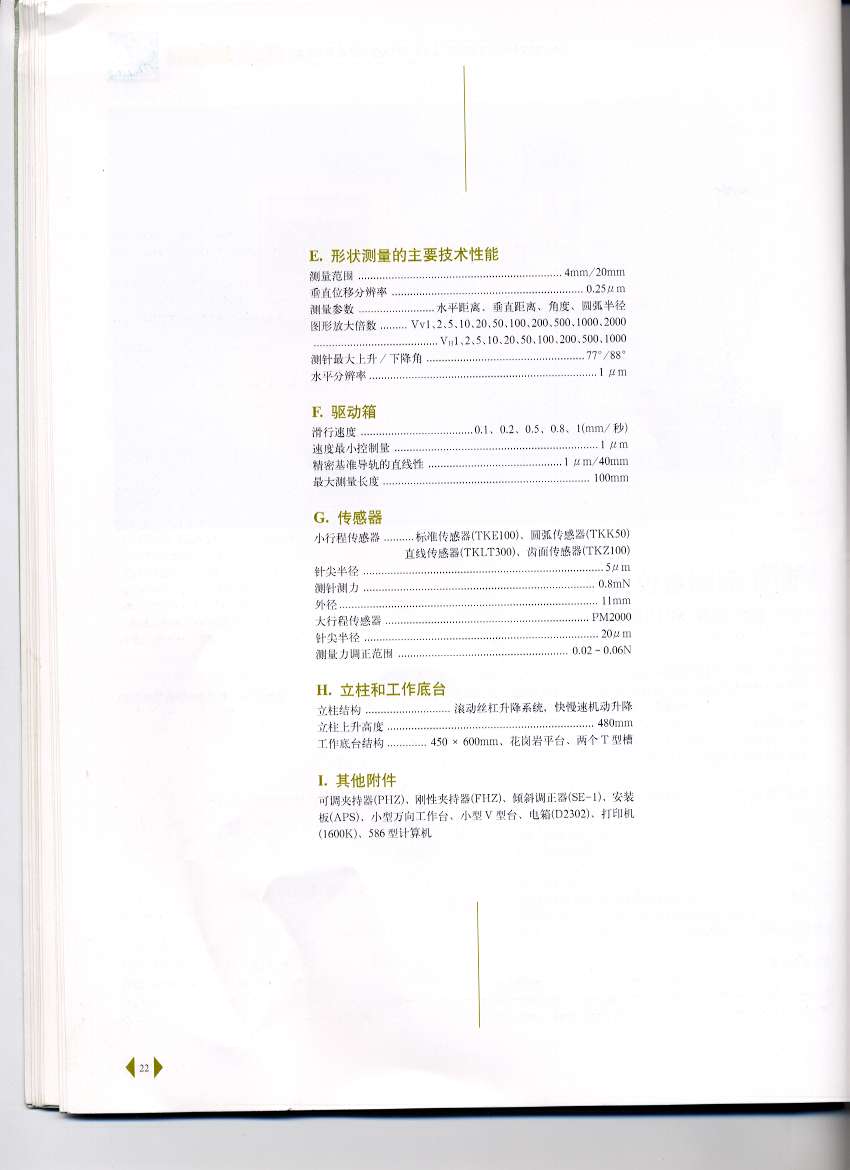 E. 形状测量的主要技术性能
测量范围 ........ 4mm/20mm
垂直位移分辨率 ........ 0.25μm
测量参数 ........ 水平距离、垂直距离、角度、圆弧半径
图形放大倍数 ........ Vv1、2、5、10、20、50、100、200、500、1000、2000
........ VH1、2、5、10、20、50、100、200、500、1000
测针最大上升/下降角 ........ 77°/88°
水平分辨率 ........ 1 μm
F. 驱动箱
滑行速度 ........ 0.1、0.2、0.5、0.8、1(mm/秒)
速度最小控制量 ........ 1 μm
精密基准导轨的直线性 ........ 1 μm/40mm
最大测量长度 ........ 100mm
G. 传感器
小行程传感器 ........ 标准传感器(TKE100)、圆弧传感器(TKK50)
直线传感器(TKLT300)、齿面传感器(TKZ100)
针尖半径 ........ 5μm
测针测力 ........ 0.8mN
外径 ........ 11mm
大行程传感器 ........ PM2000
针尖半径 ........ 20μm
测量力调正范围 ........ 0.02-0.06N
H. 立柱和工作底台
立柱结构 ........ 滚动丝杠升降系统、快慢速机动升降
立柱上升高度 ........ 480mm
工作底台结构 ........ 450 × 600mm、花岗岩平台、两个T型槽
I. 其他附件
可调夹持器(PHZ)、刚性夹持器(FHZ)、倾斜调正器(SE-1)、安装
板(APS)、小型万向工作台、小型V型台、电箱(D2302)、打印机
(1600K)、586型计算机
22